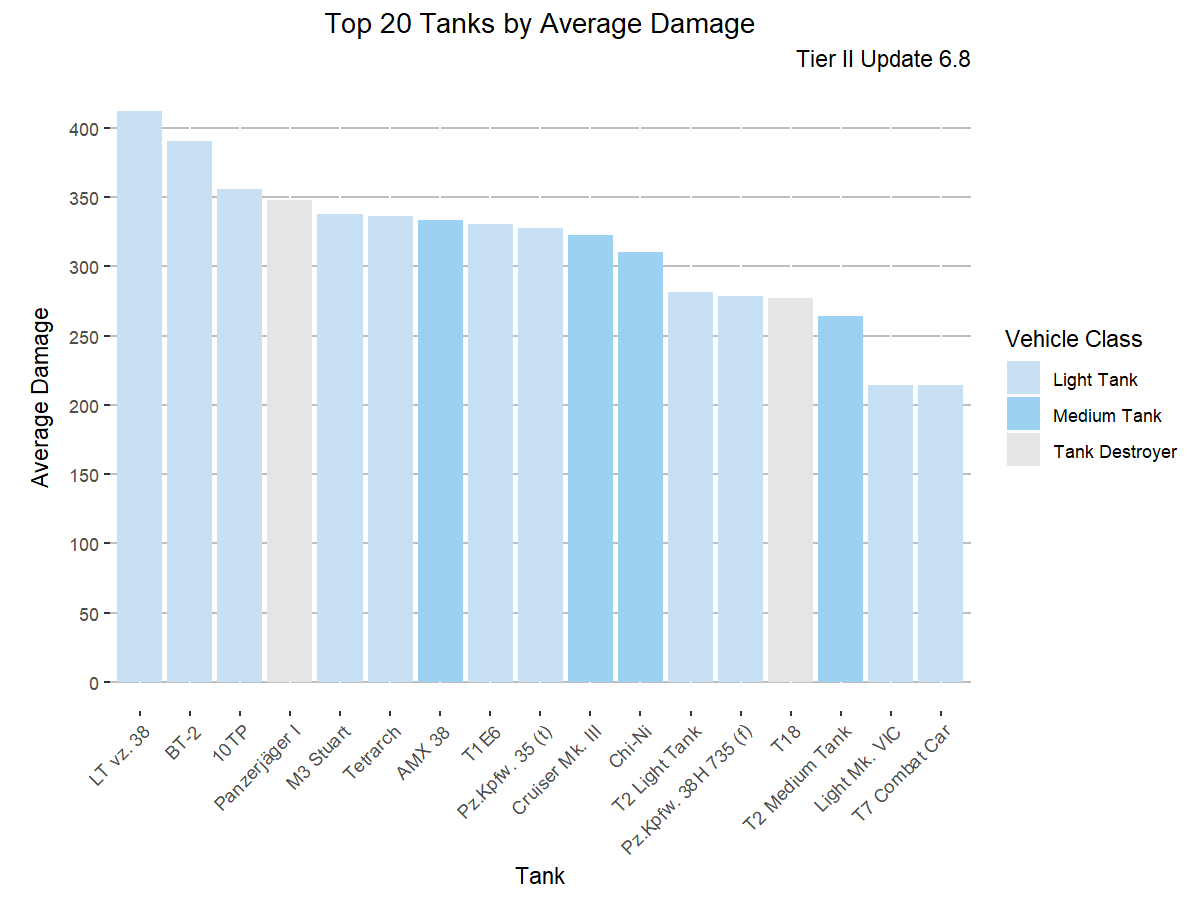 Top 20 Tanks by Average Damage
Tier II Update 6.8
Average Damage
400
350
300
250
200
150
100
50
0
LT vz. 38
BT-2
10TP
Panzerjäger I
M3 Stuart
Tetrarch
AMX 38
T1E6
Pz.Kpfw. 35 (t)
Cruiser Mk. III
Chi-Ni
T2 Light Tank
Pz.Kpfw. 38H 735 (f)
T18
T2 Medium Tank
Light Mk. VIC
T7 Combat Car
Tank
Vehicle Class
Light Tank
Medium Tank
Tank Destroyer